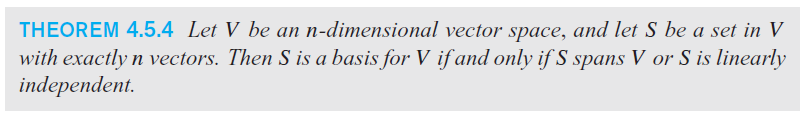 THEOREM 4.5.4 Let V be an n-dimensional vector space, and let S be a set in V
with exactly n vectors. Then S is a basis for V if and only if S spans V or S is linearly
independent.